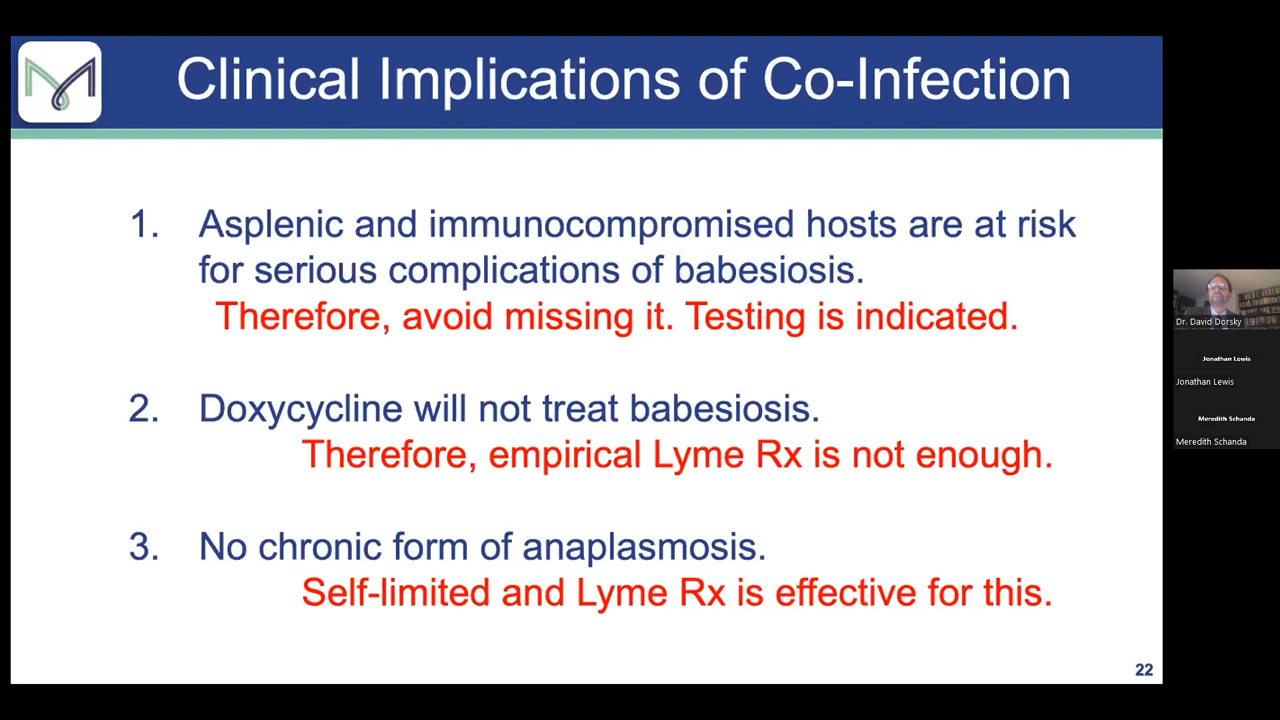 Clinical Implications of Co-Infection
1. Asplenic and immunocompromised hosts are at risk
for serious complications of babesiosis.
Therefore, avoid missing it. Testing is indicated.
2. Doxycycline will not treat babesiosis.
Therefore, empirical Lyme Rx is not enough.
3. No chronic form of anaplasmosis.
Self-limited and Lyme Rx is effective for this.
22
Dr. David Dorsky
Jonathan Lewis
Jonathan Lewis
Meredith Schanda
Meredith Schanda